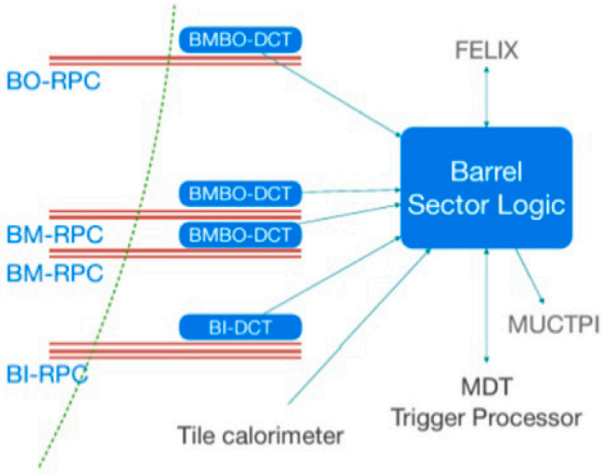 BMBO-DCT
FELIX
BO-RPC
Barrel
Sector Logic
BMBO-DCT
BM-RPC
BMBO-DCT
BM-RPC
BI-DCT
MUCTPI
BI-RPC
MDT
Trigger Processor
Tile calorimeter